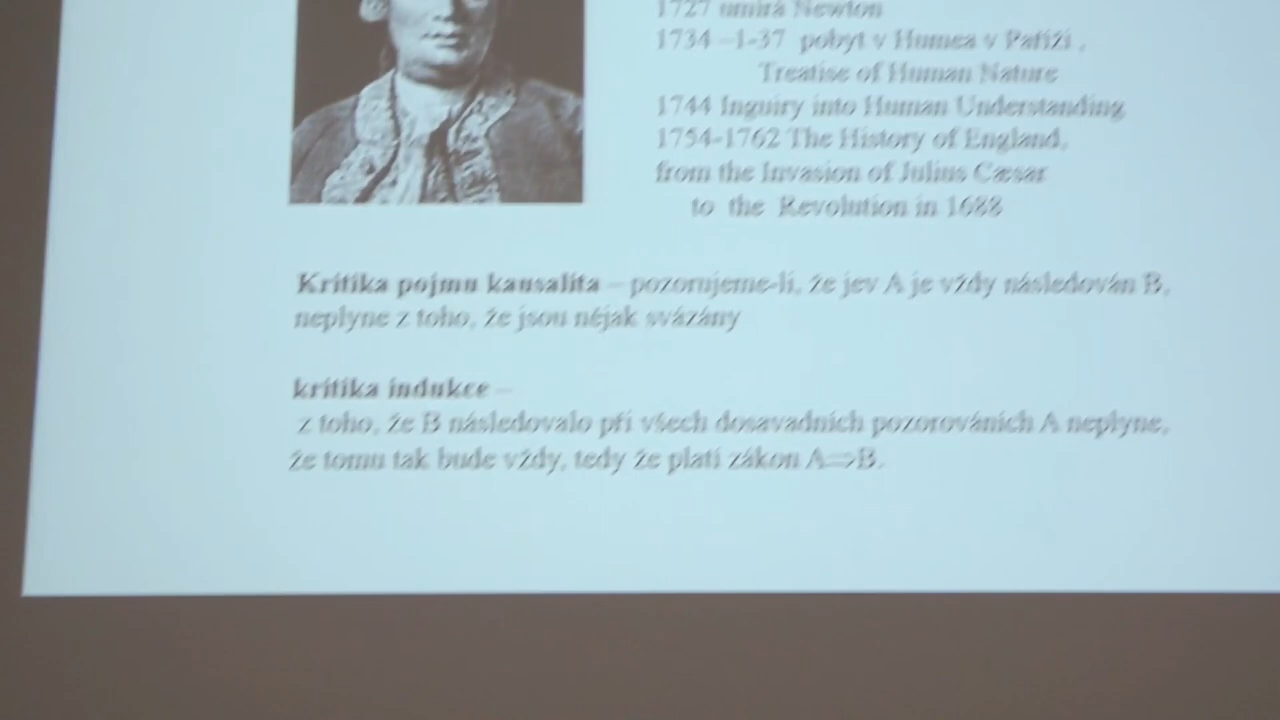 1727 umírá Newton
1734 –1-37 pobyt v Humea v Paříži ,
Treatise of Human Nature
1744 Inguiry into Human Understanding
1754-1762 The History of England,
from the Invasion of Julius Cæsar
to the Revolution in 1688
Kritika pojmu kausalita – pozorujeme-li, že jev A je vždy následován B,
neplyne z toho, že jsou nějak svázány
kritika indukce –
z toho, že B následovalo při všech dosavadních pozorováních A neplyne,
že tomu tak bude vždy, tedy že platí zákon A⇒B.